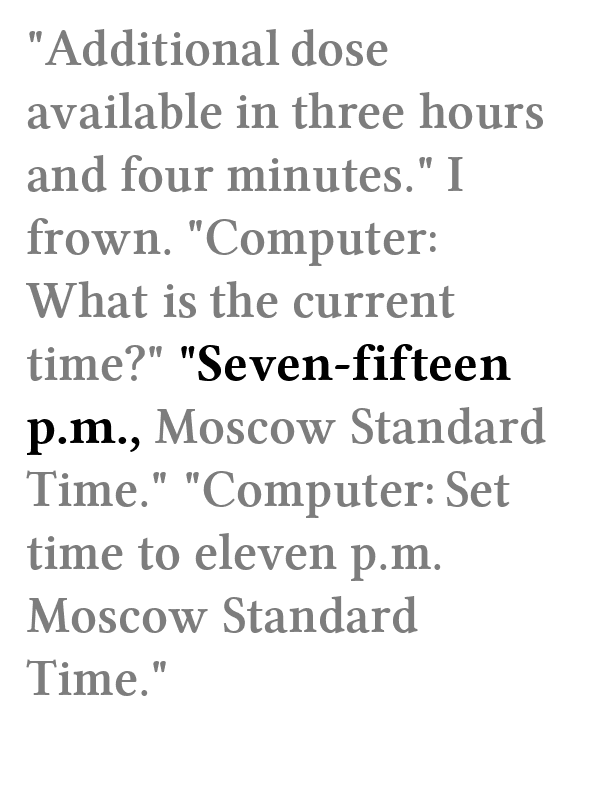 "Additional dose
available in three hours
and four minutes." I
frown. "Computer:
What is the current
time?" "Seven-fifteen
p.m., Moscow Standard
Time." "Computer: Set
time to eleven p.m.
Moscow Standard
Time."